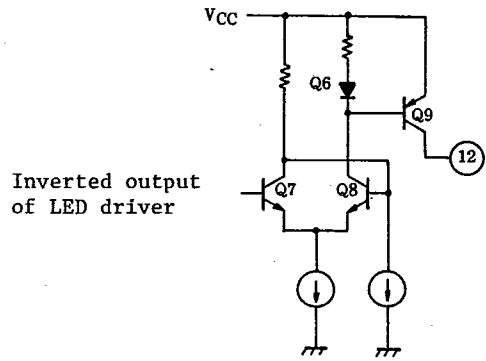 VCC
Q6
Q9
12
Inverted output
of LED driver
Q7
Q8